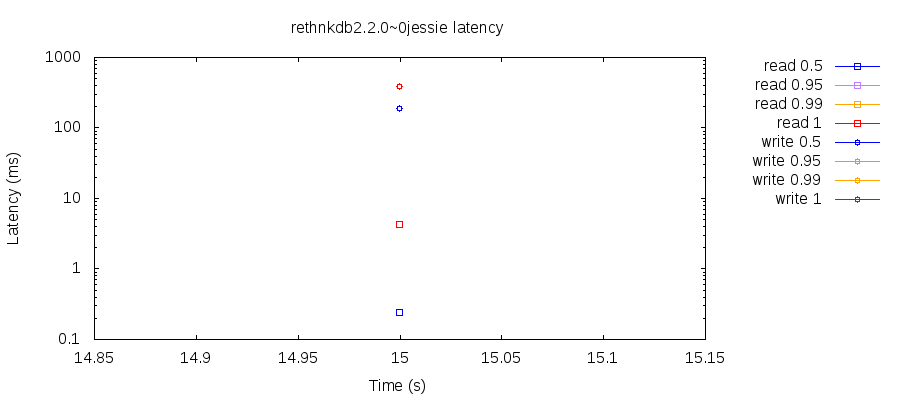 rethnkdb2.2.0~0jessie latency
Latency (ms)
1000
100
10
1
0.1
14.85 14.9 14.95 15 15.05 15.1 15.15
Time (s)
read 0.5
read 0.95
read 0.99
read 1
write 0.5
write 0.95
write 0.99
write 1